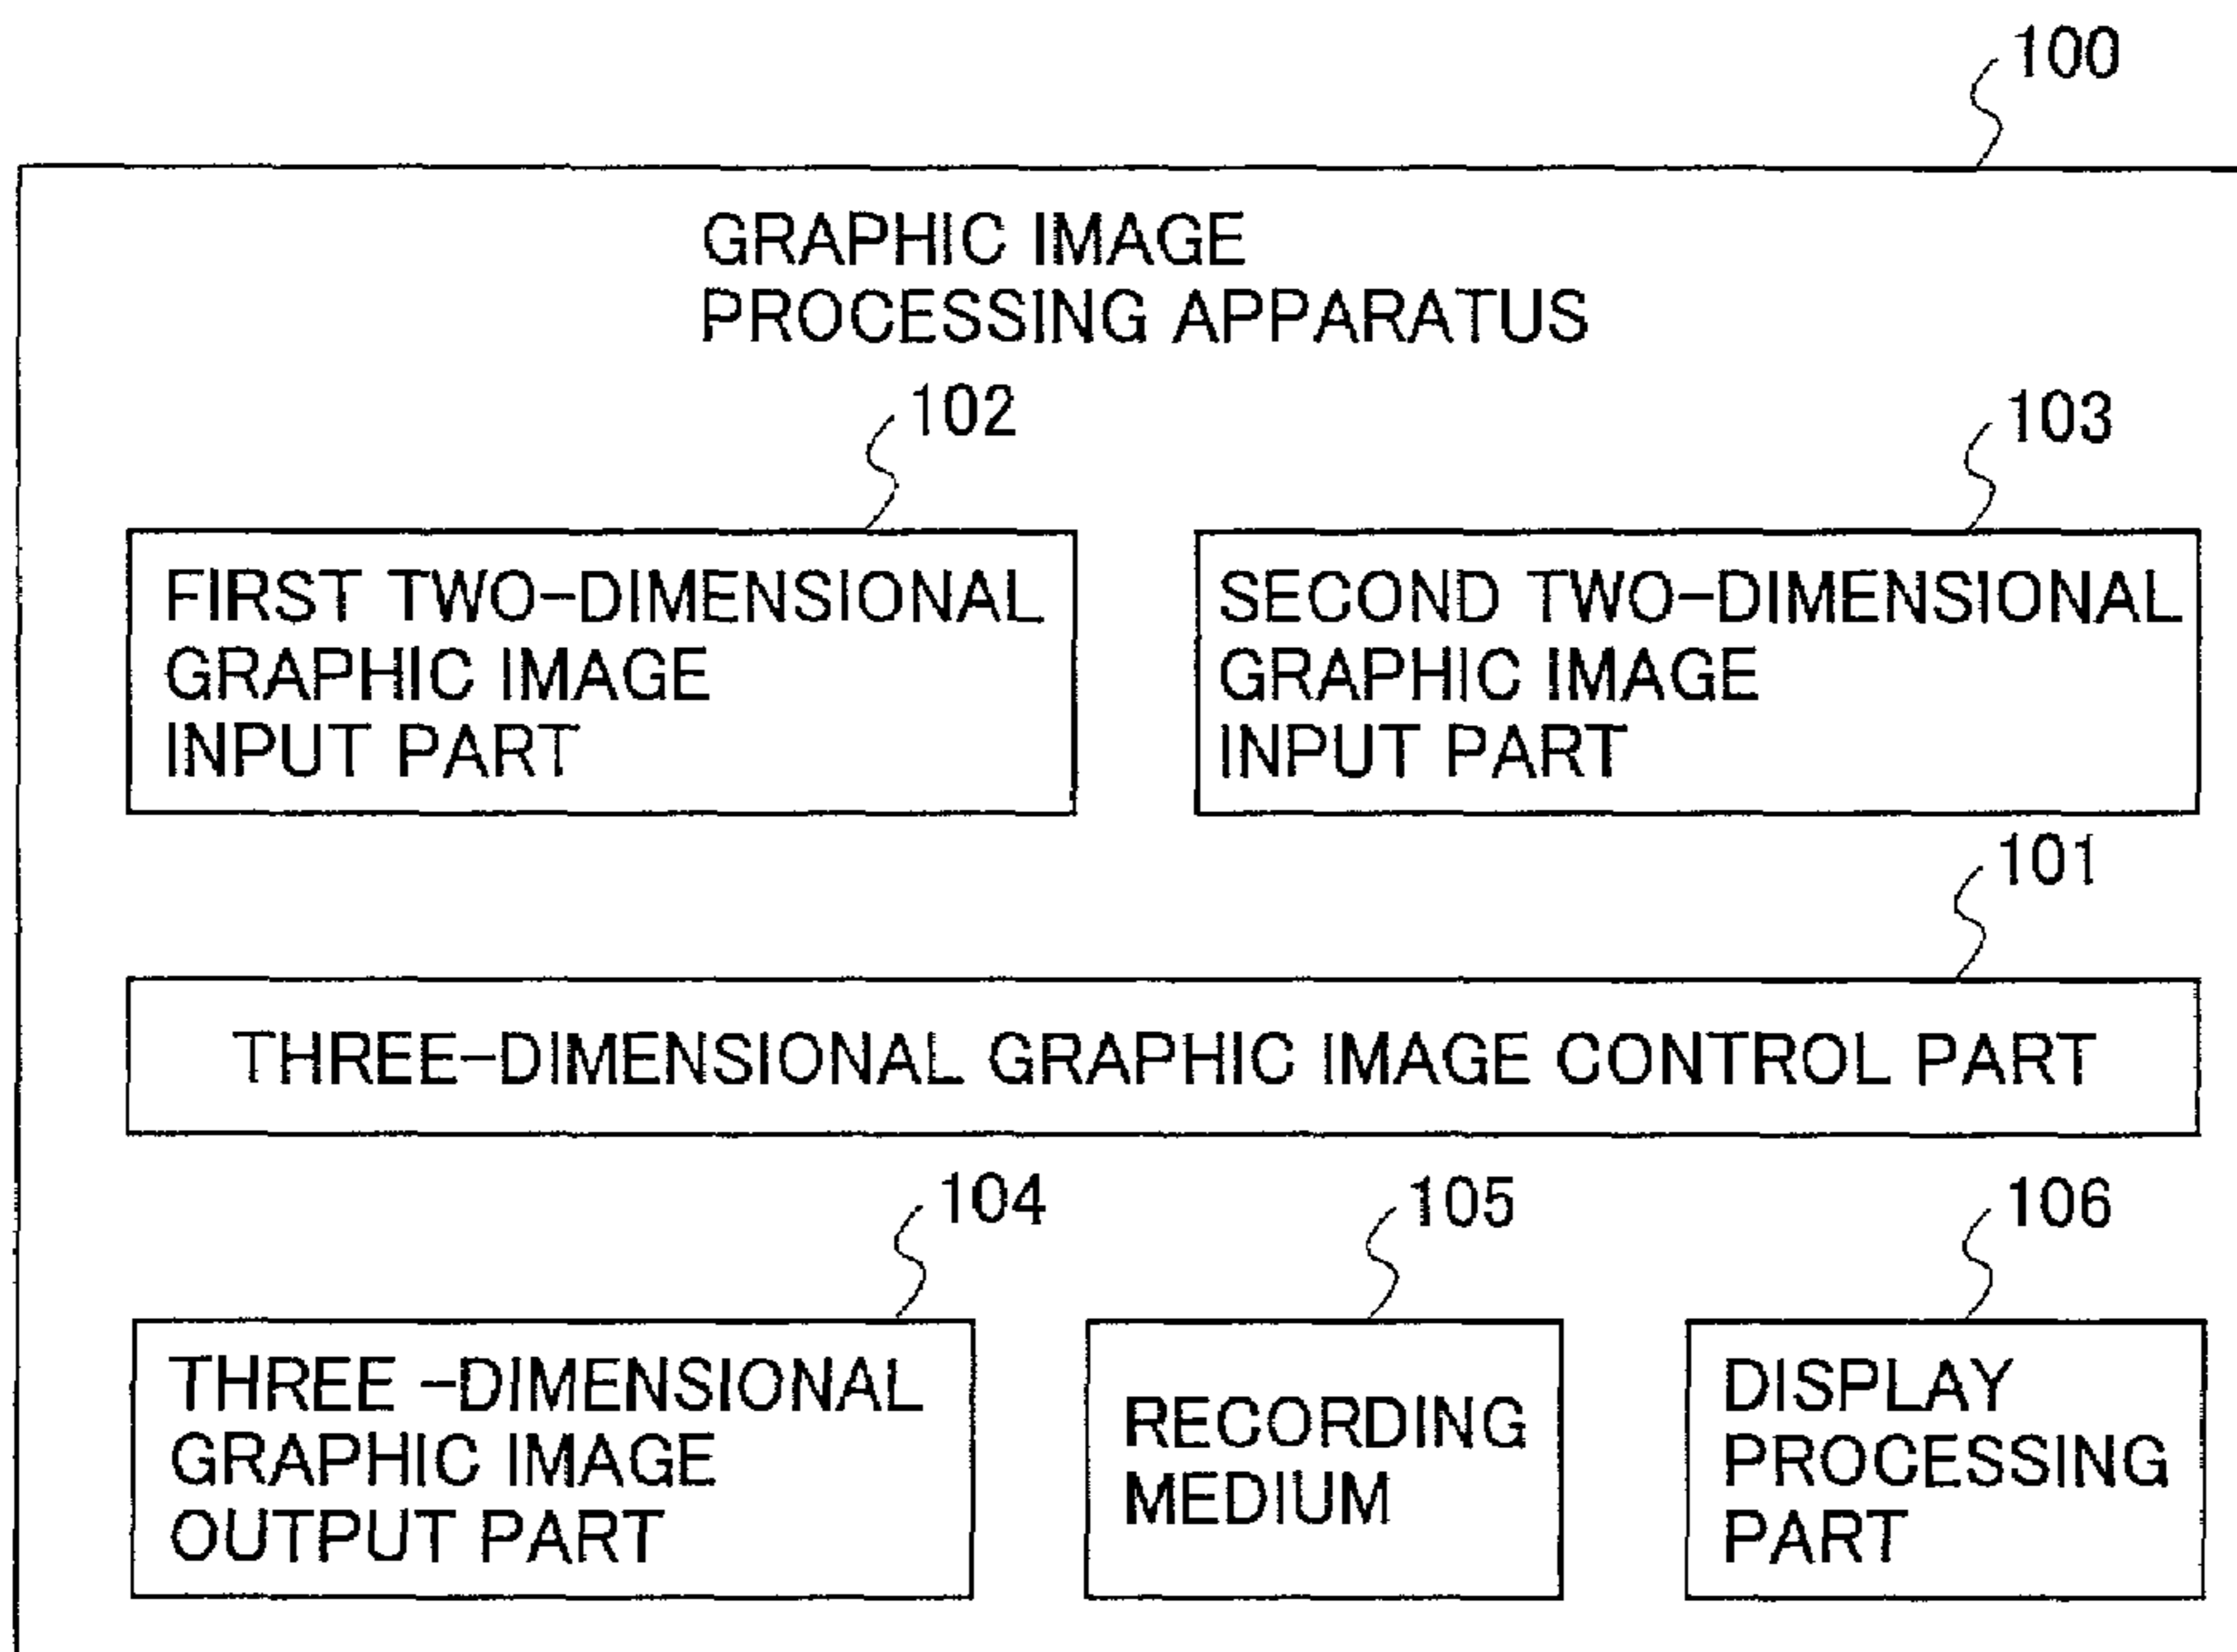 100
GRAPHIC IMAGE
PROCESSING APPARATUS
102
103
FIRST TWO-DIMENSIONAL
GRAPHIC IMAGE
INPUT PART
SECOND TWO-DIMENSIONAL
GRAPHIC IMAGE
INPUT PART
101
THREE-DIMENSIONAL GRAPHIC IMAGE CONTROL PART
104
105
106
THREE -DIMENSIONAL
GRAPHIC IMAGE
OUTPUT PART
RECORDING
MEDIUM
DISPLAY
PROCESSING
PART